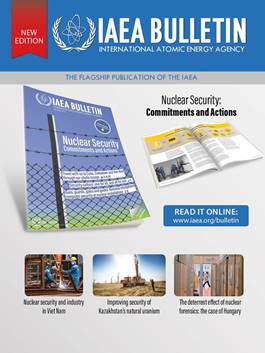 NEW
EDITION
IAEA BULLETIN
INTERNATIONAL ATOMIC ENERGY AGENCY
THE FLAGSHIP PUBLICATION OF THE IAEA
Nuclear Security:
Commitments and Actions
IAEA BULLETIN
Nuclear Security
Commitments and Actions
READ IT ONLINE:
www.iaea.org/bulletin
Nuclear security and industry
in Viet Nam
Improving security of
Kazakhstan's natural uranium
The deterrent effect of nuclear
forensics: the case of Hungary